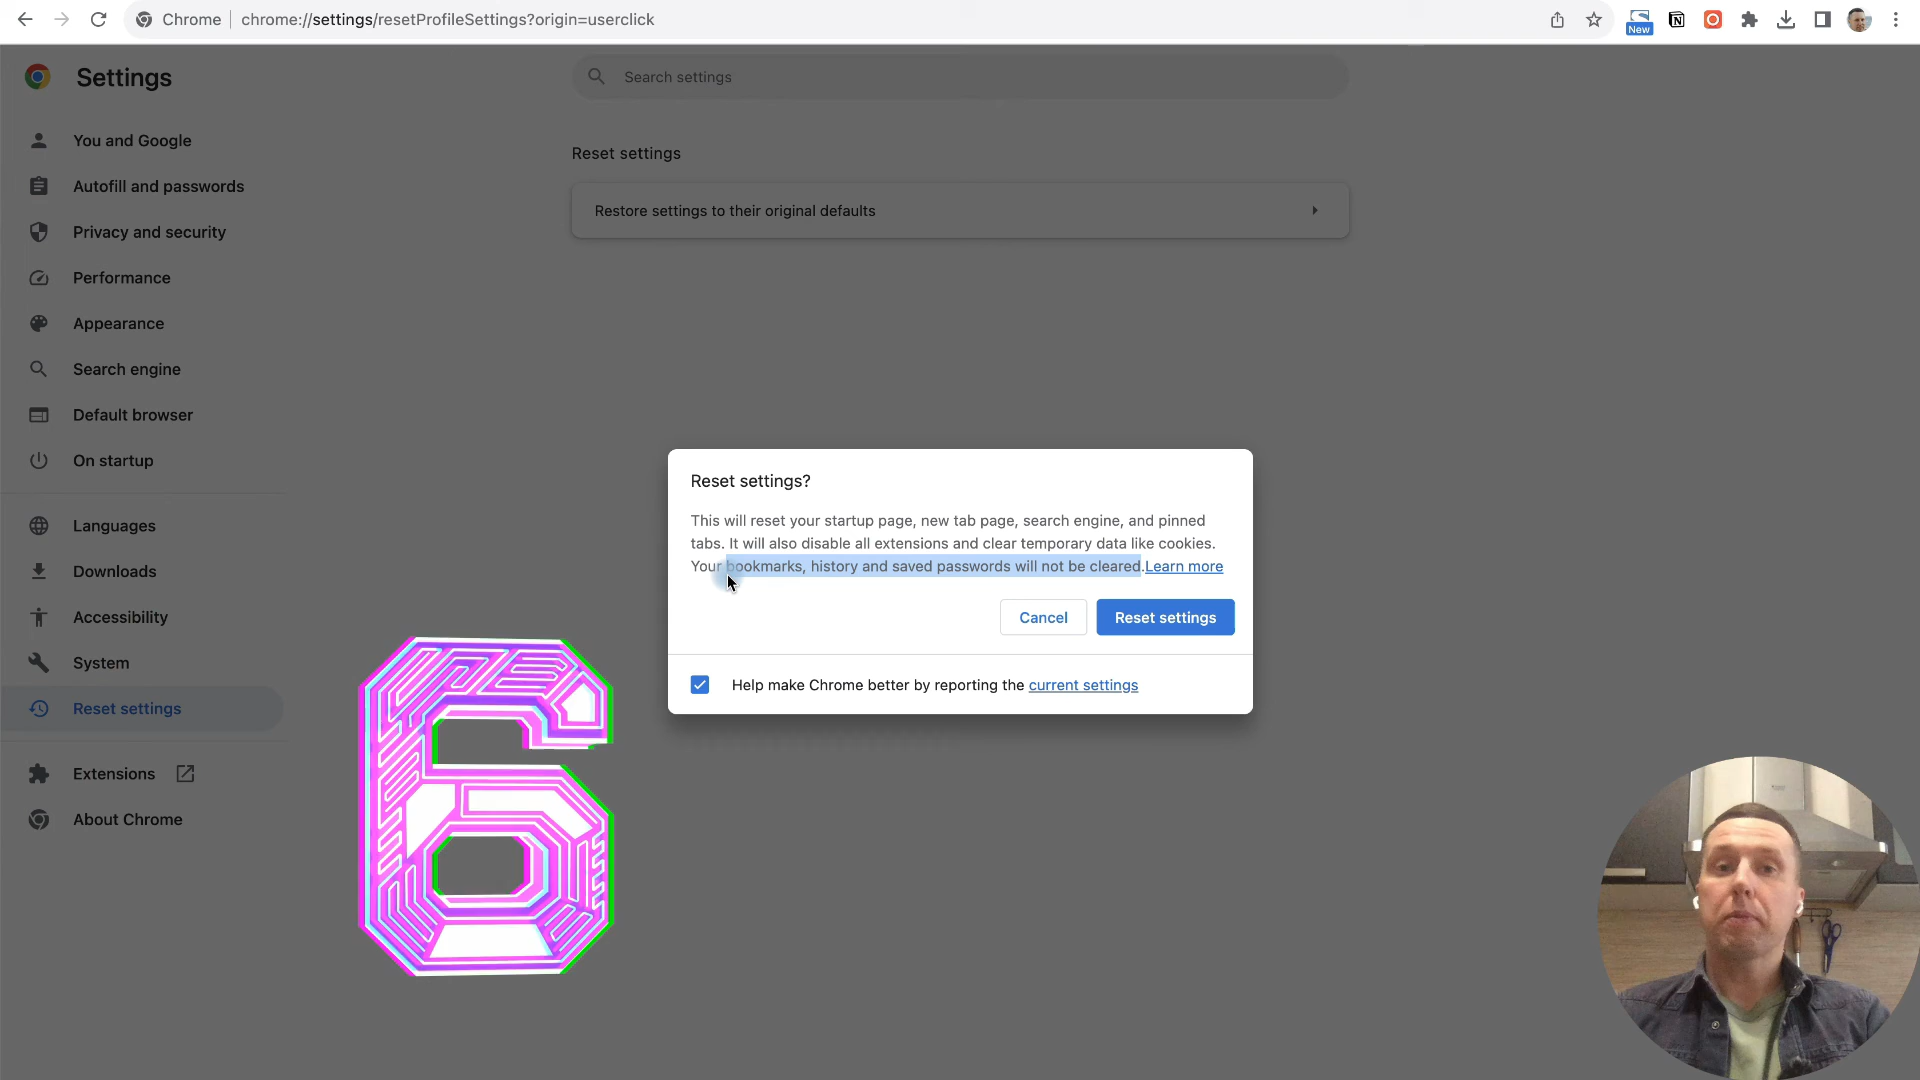 Chrome
chrome://settings/resetProfileSettings?origin=userclick
New
Settings
Search settings
You and Google
Autofill and passwords
Privacy and security
Performance
Appearance
Search engine
Default browser
On startup
Languages
Downloads
Accessibility
System
Reset settings
Extensions
About Chrome
Reset settings
Restore settings to their original defaults
Reset settings?
This will reset your startup page, new tab page, search engine, and pinned
tabs. It will also disable all extensions and clear temporary data like cookies.
Your bookmarks, history and saved passwords will not be cleared. Learn more
Cancel
Reset settings
Help make Chrome better by reporting the current settings
6